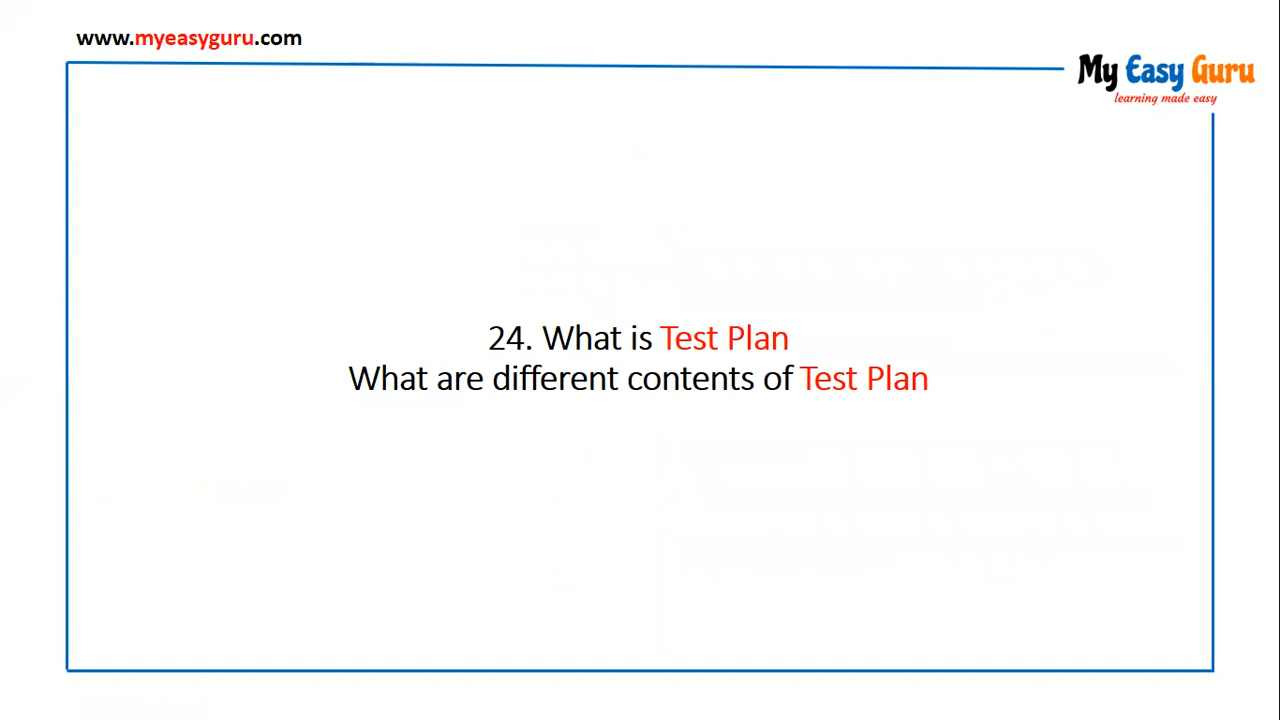 www.myeasyguru.com
My Easy Guru
learning made easy
24. What is Test Plan
What are different contents of Test Plan